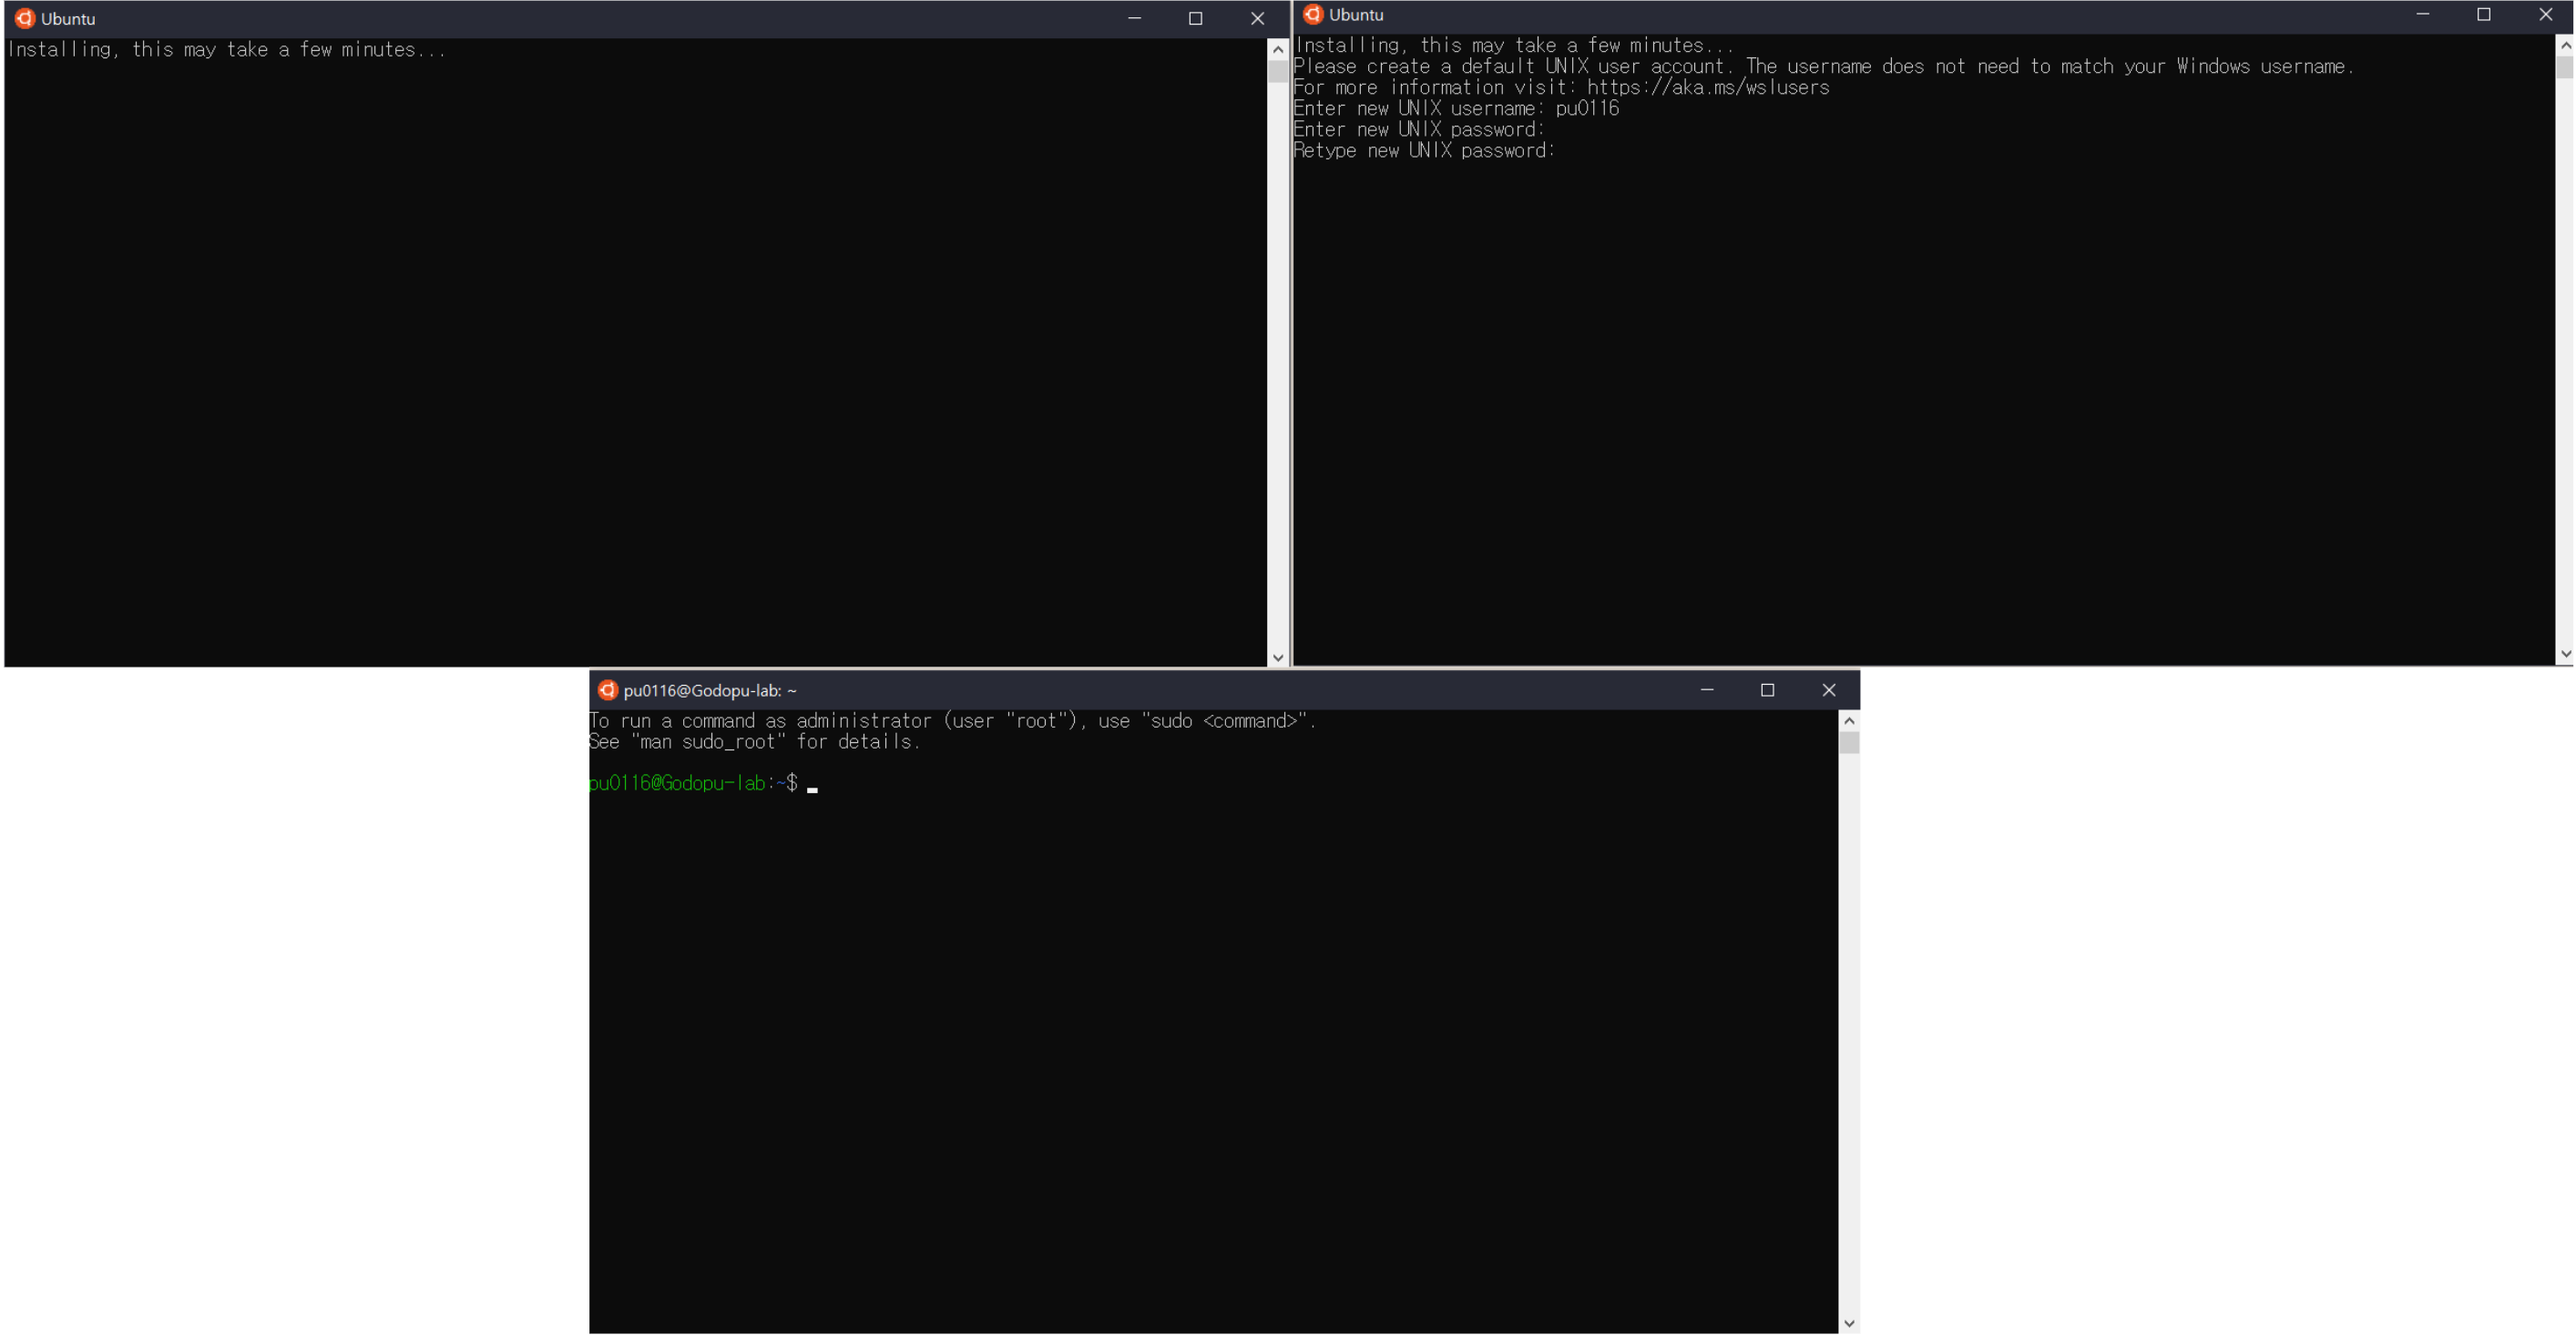 Ubuntu
Installing, this may take a few minutes...
Ubuntu
Installing, this may take a few minutes...
Please create a default UNIX user account. The username does not need to match your Windows username.
For more information visit: https://aka.ms/wslusers
Enter new UNIX username: pu0116
Enter new UNIX password:
Retype new UNIX password:
pu0116@Godopu-lab: ~
To run a command as administrator (user "root"), use "sudo <command>".
See "man sudo_root" for details.
pu0116@Godopu-lab:~$